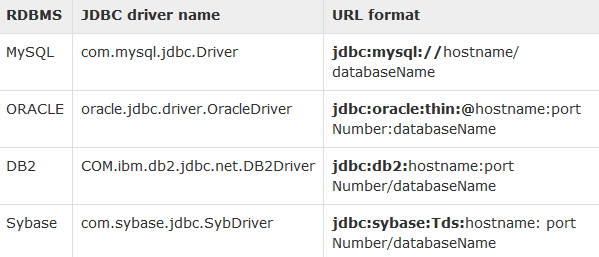 RDBMS JDBC driver name URL format
MySQL com.mysql.jdbc.Driver jdbc:mysql://hostname/
databaseName
ORACLE oracle.jdbc.driver.OracleDriver jdbc:oracle:thin:@hostname:port
Number:databaseName
DB2 COM.ibm.db2.jdbc.net.DB2Driver jdbc:db2:hostname:port
Number/databaseName
Sybase com.sybase.jdbc.SybDriver jdbc:sybase:Tds:hostname: port
Number/databaseName